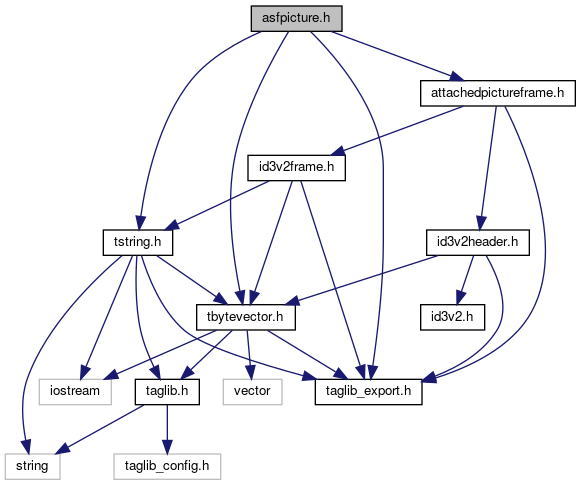 asfpicture.h
attachedpictureframe.h
id3v2frame.h
tstring.h
id3v2header.h
tbytevector.h
id3v2.h
iostream
taglib.h
vector
taglib_export.h
string
taglib_config.h